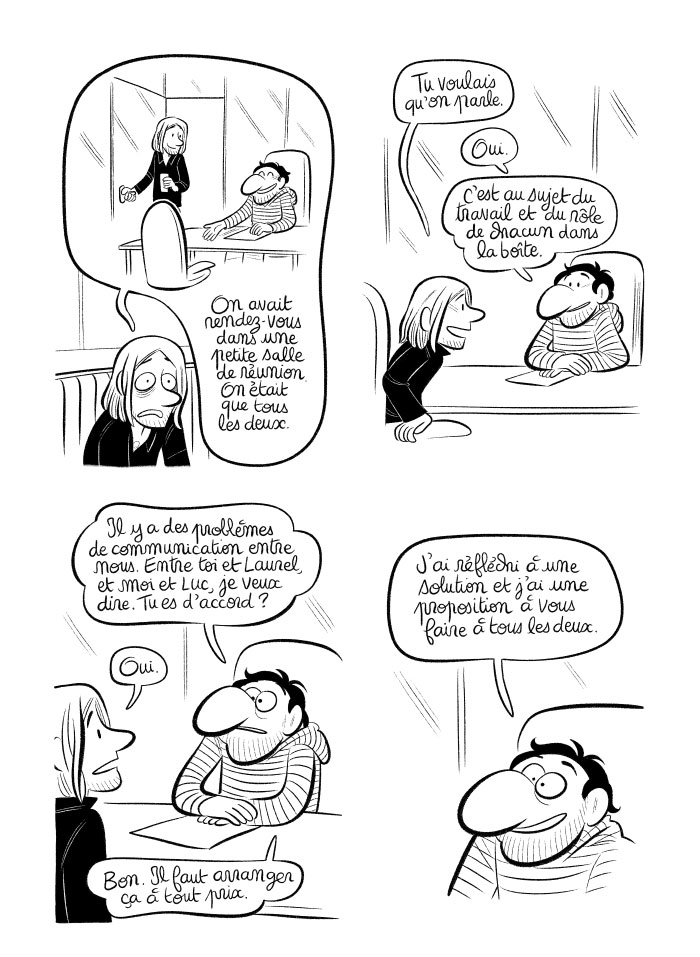 On avait
rendez-vous
dans une
petite salle
de réunion.
On était
que tous
les deux.
Tu voulais
qu'on parle.
Oui.
C'est au sujet du
travail et du rôle
de chacun dans
la boîte.
Il y a des problèmes
de communication entre
nous. Entre toi et Laurel,
et moi et Luc, je veux
dire. Tu es d'accord ?
Oui.
Bon. Il faut arranger
ça à tout prix.
J'ai réfléchi à une
solution et j'ai une
proposition à vous
faire à tous les deux.